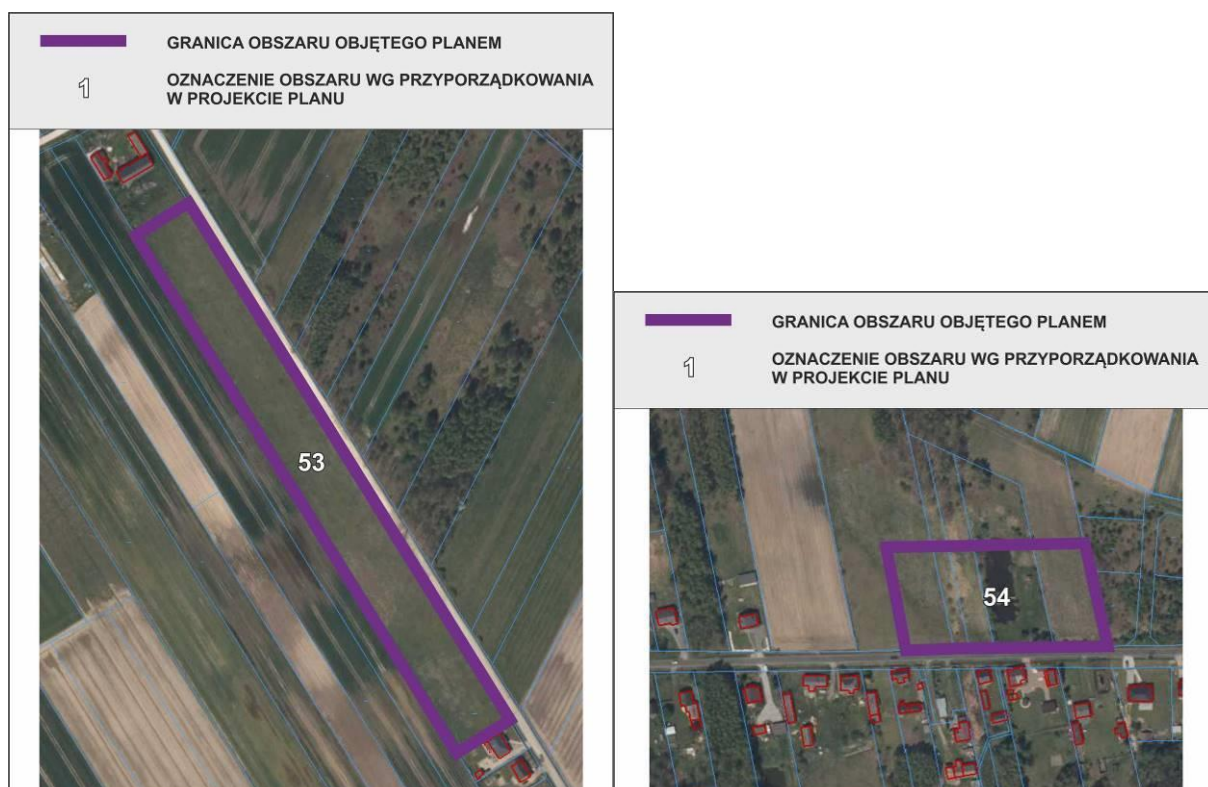 GRANICA OBSZARU OBJĘTEGO PLANEM
1
OZNACZENIE OBSZARU WG PRZYPORZĄDKOWANIA
W PROJEKCIE PLANU
53
GRANICA OBSZARU OBJĘTEGO PLANEM
1
OZNACZENIE OBSZARU WG PRZYPORZĄDKOWANIA
W PROJEKCIE PLANU
54